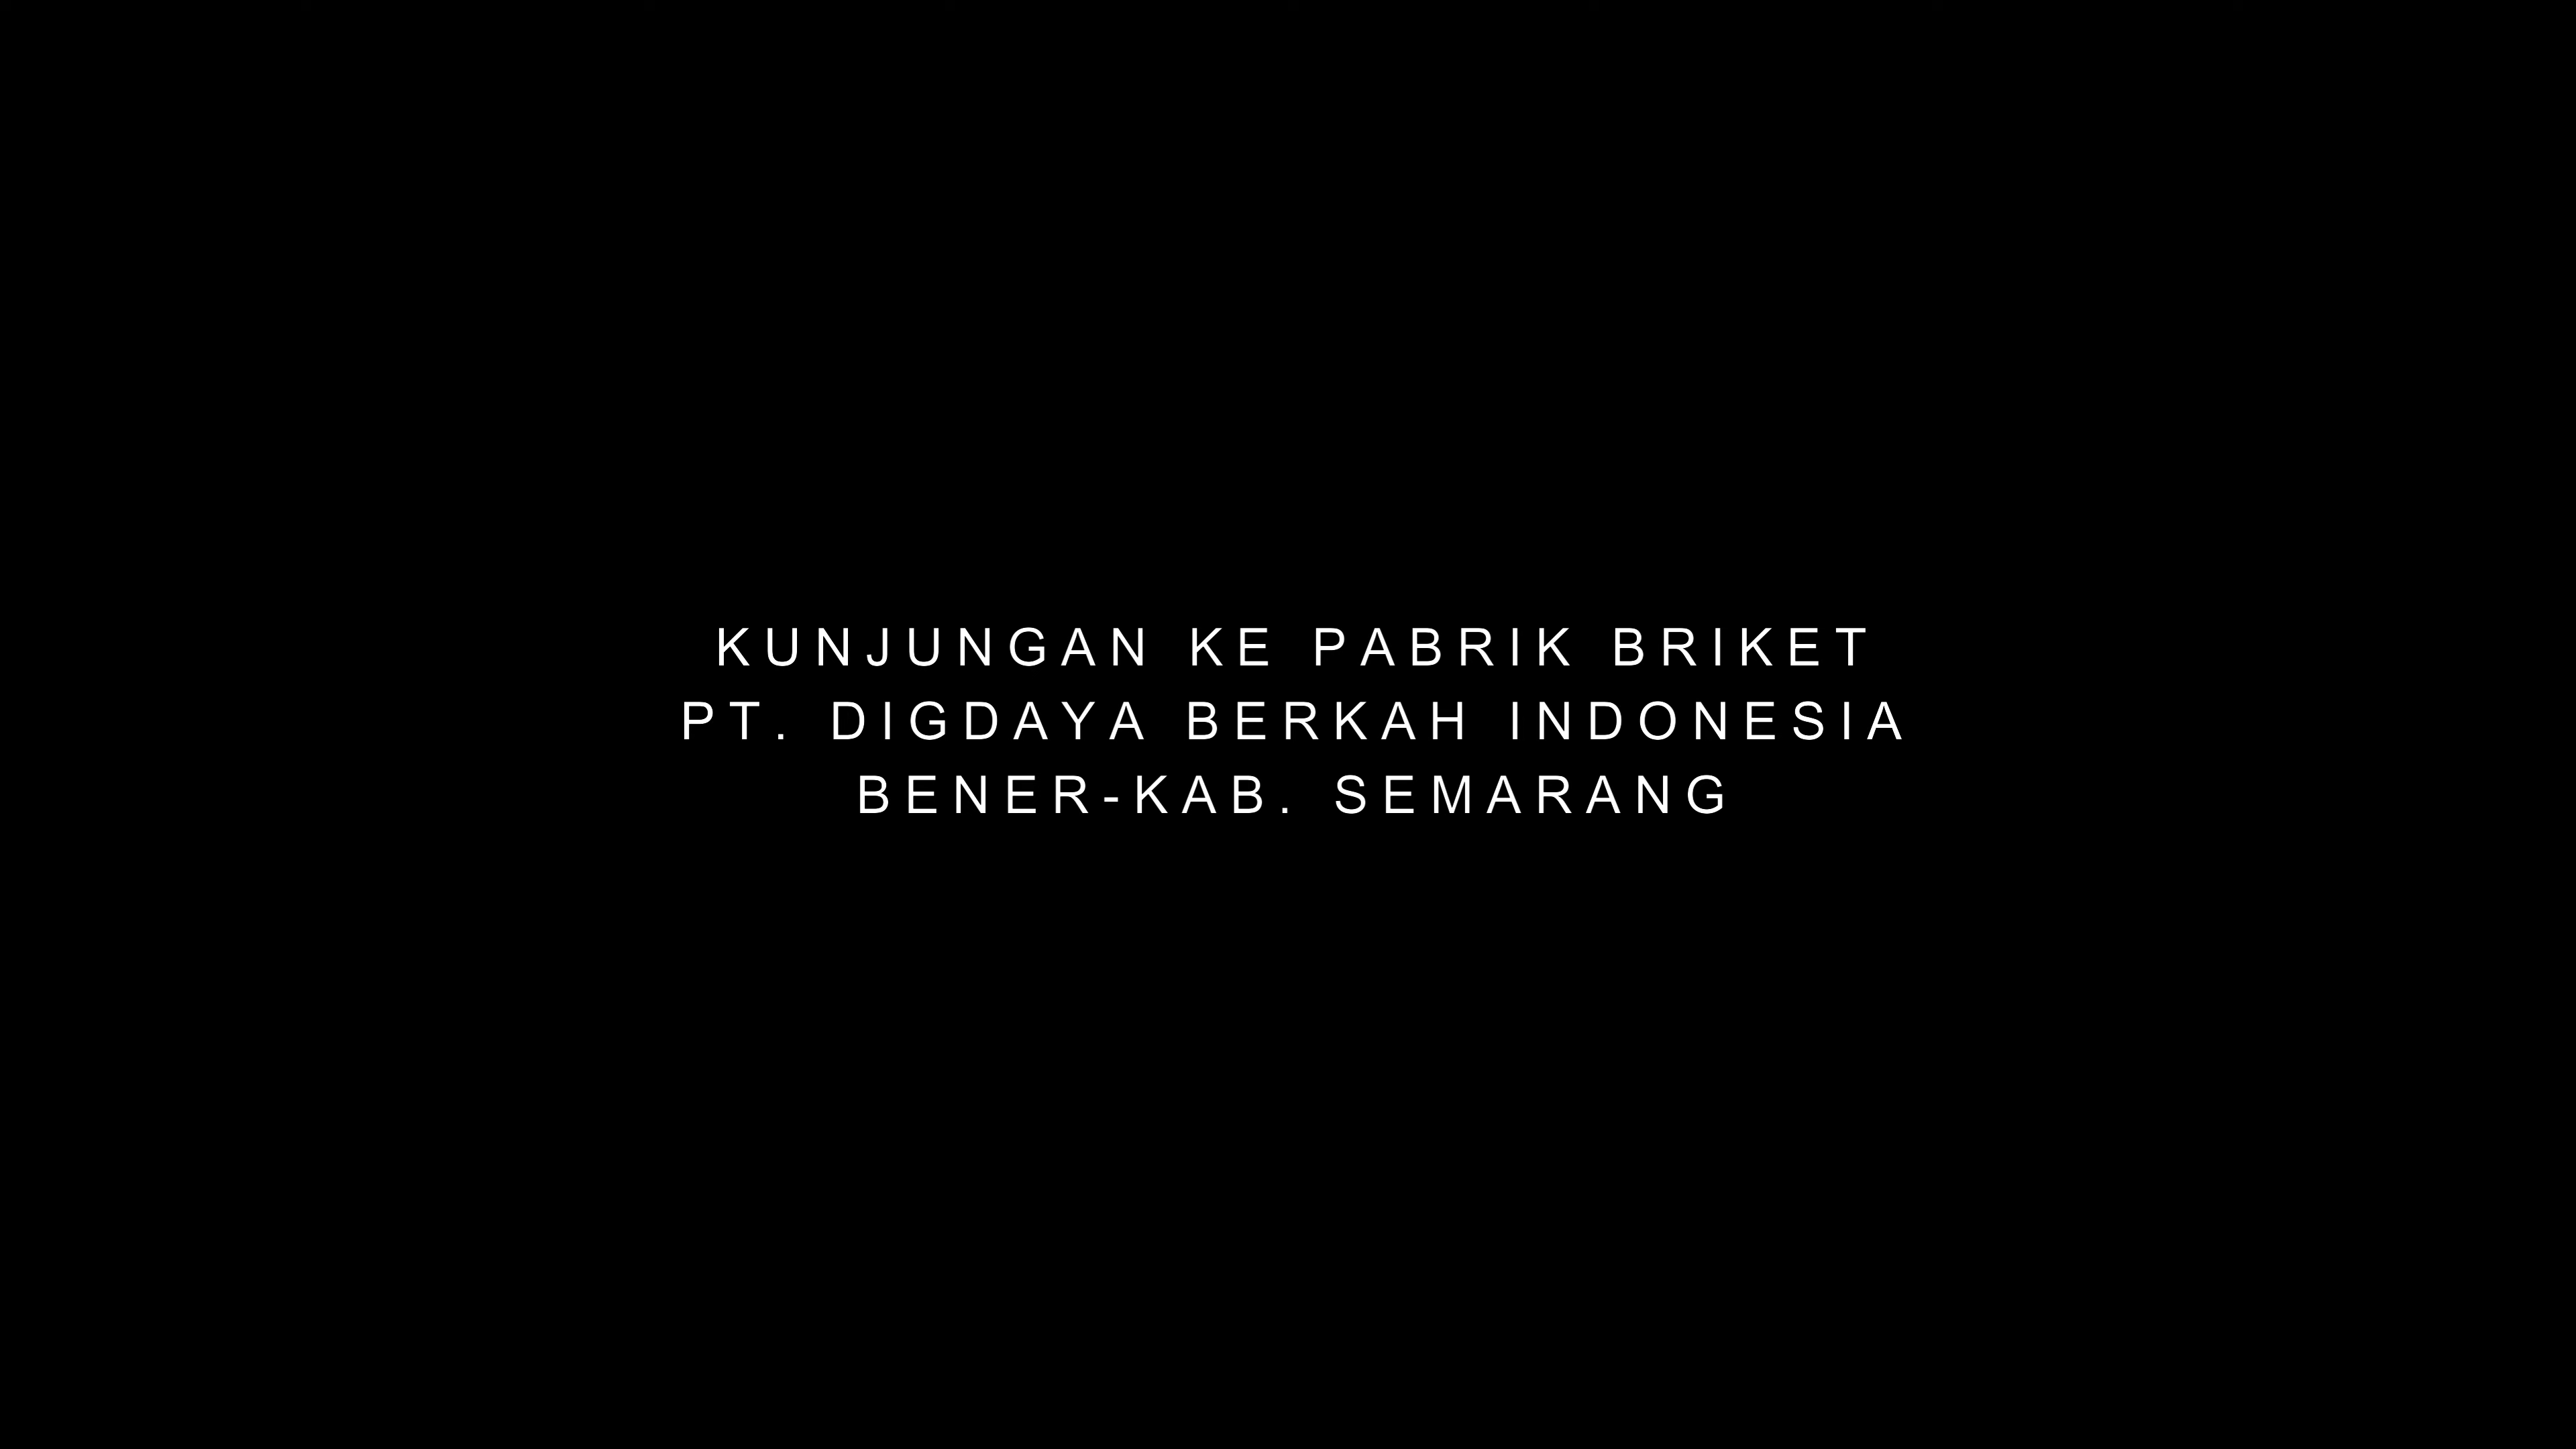 KUNJUNGAN KE PABRIK BRIKET
PT. DIGDAYA BERKAH INDONESIA
BENER-KAB. SEMARANG